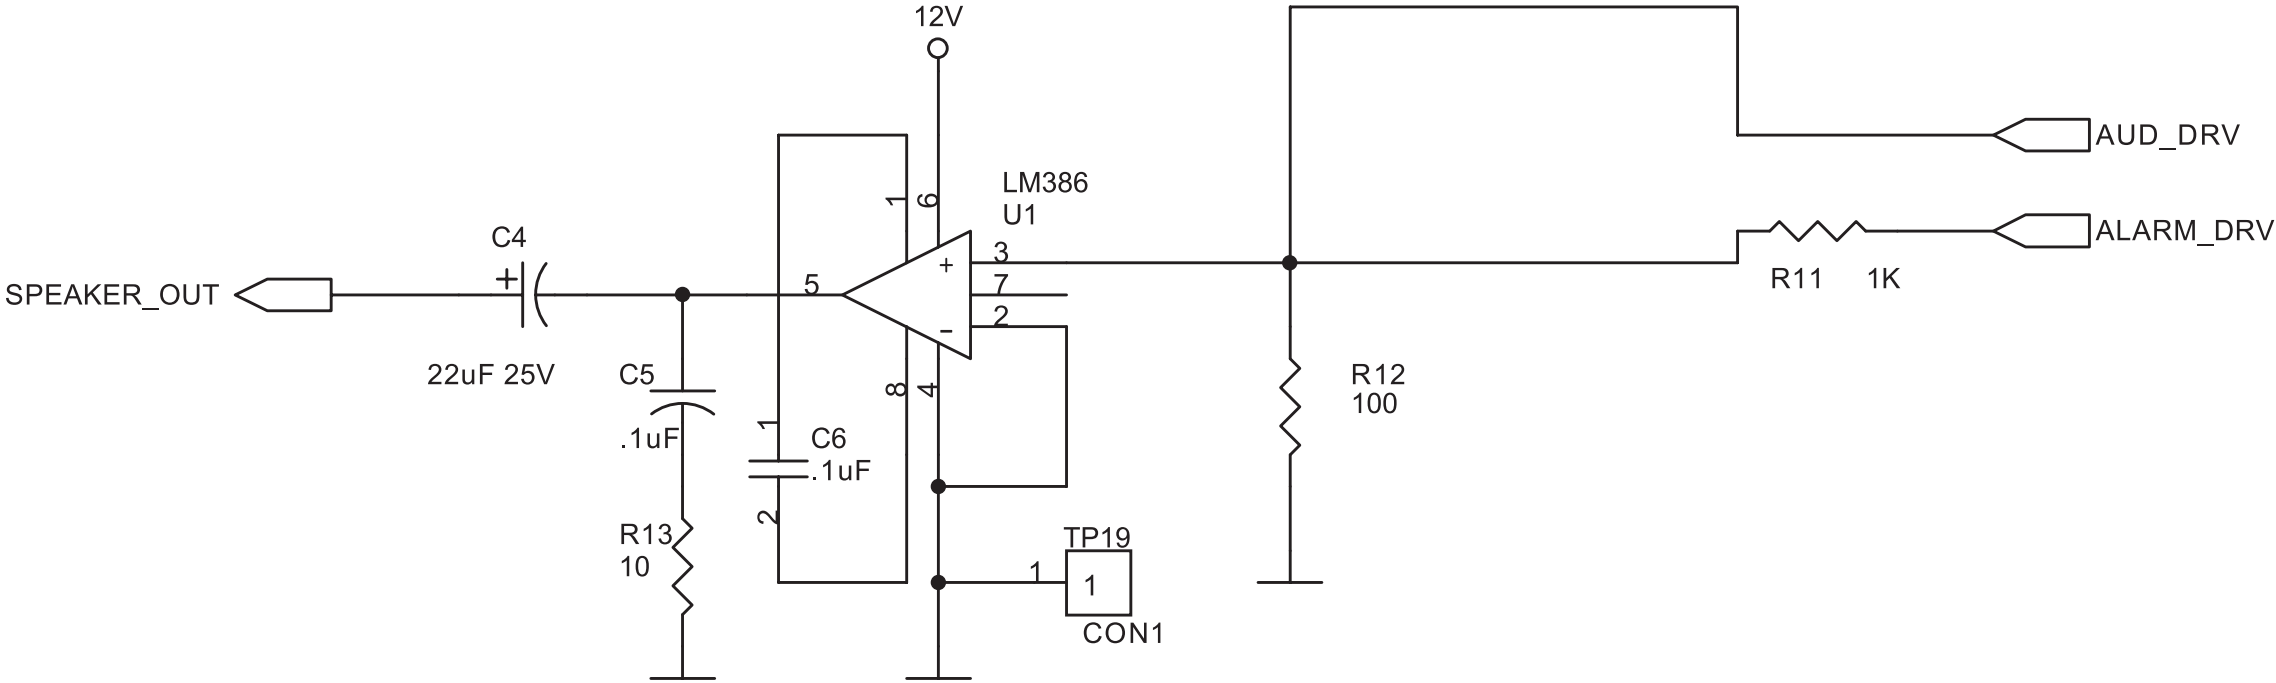 12V
AUD_DRV
LM386
U1
1
6
ALARM_DRV
C4
+
3
+
R11 1K
SPEAKER_OUT
5
7
2
-
22uF 25V
C5
8
4
R12
100
.1uF
1
C6
.1uF
2
R13
10
TP19
1
1
CON1